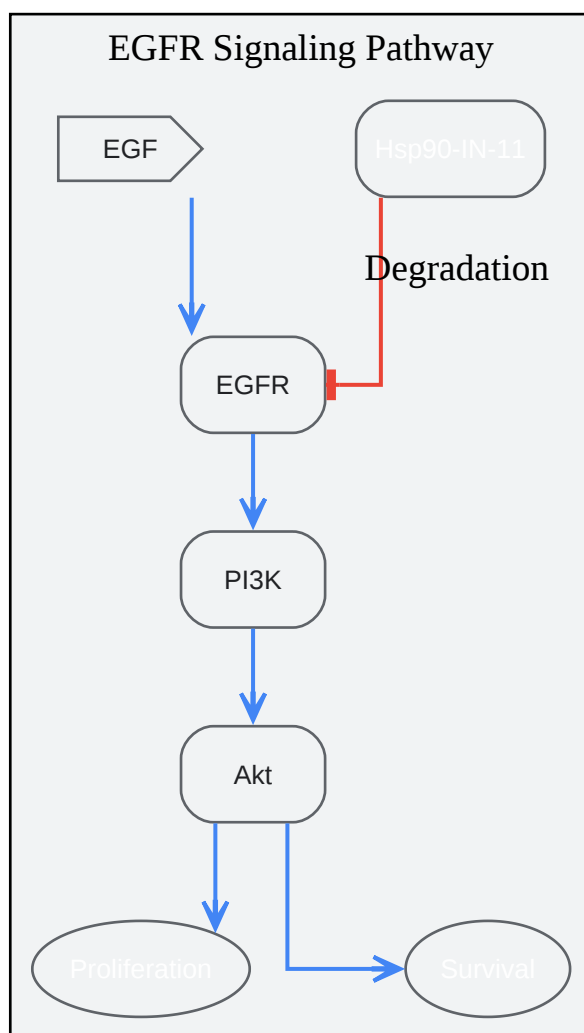 EGFR Signaling Pathway
EGF
Hsp90-IN-11
Degradation
EGFR
PI3K
Akt
Proliferation
Survival